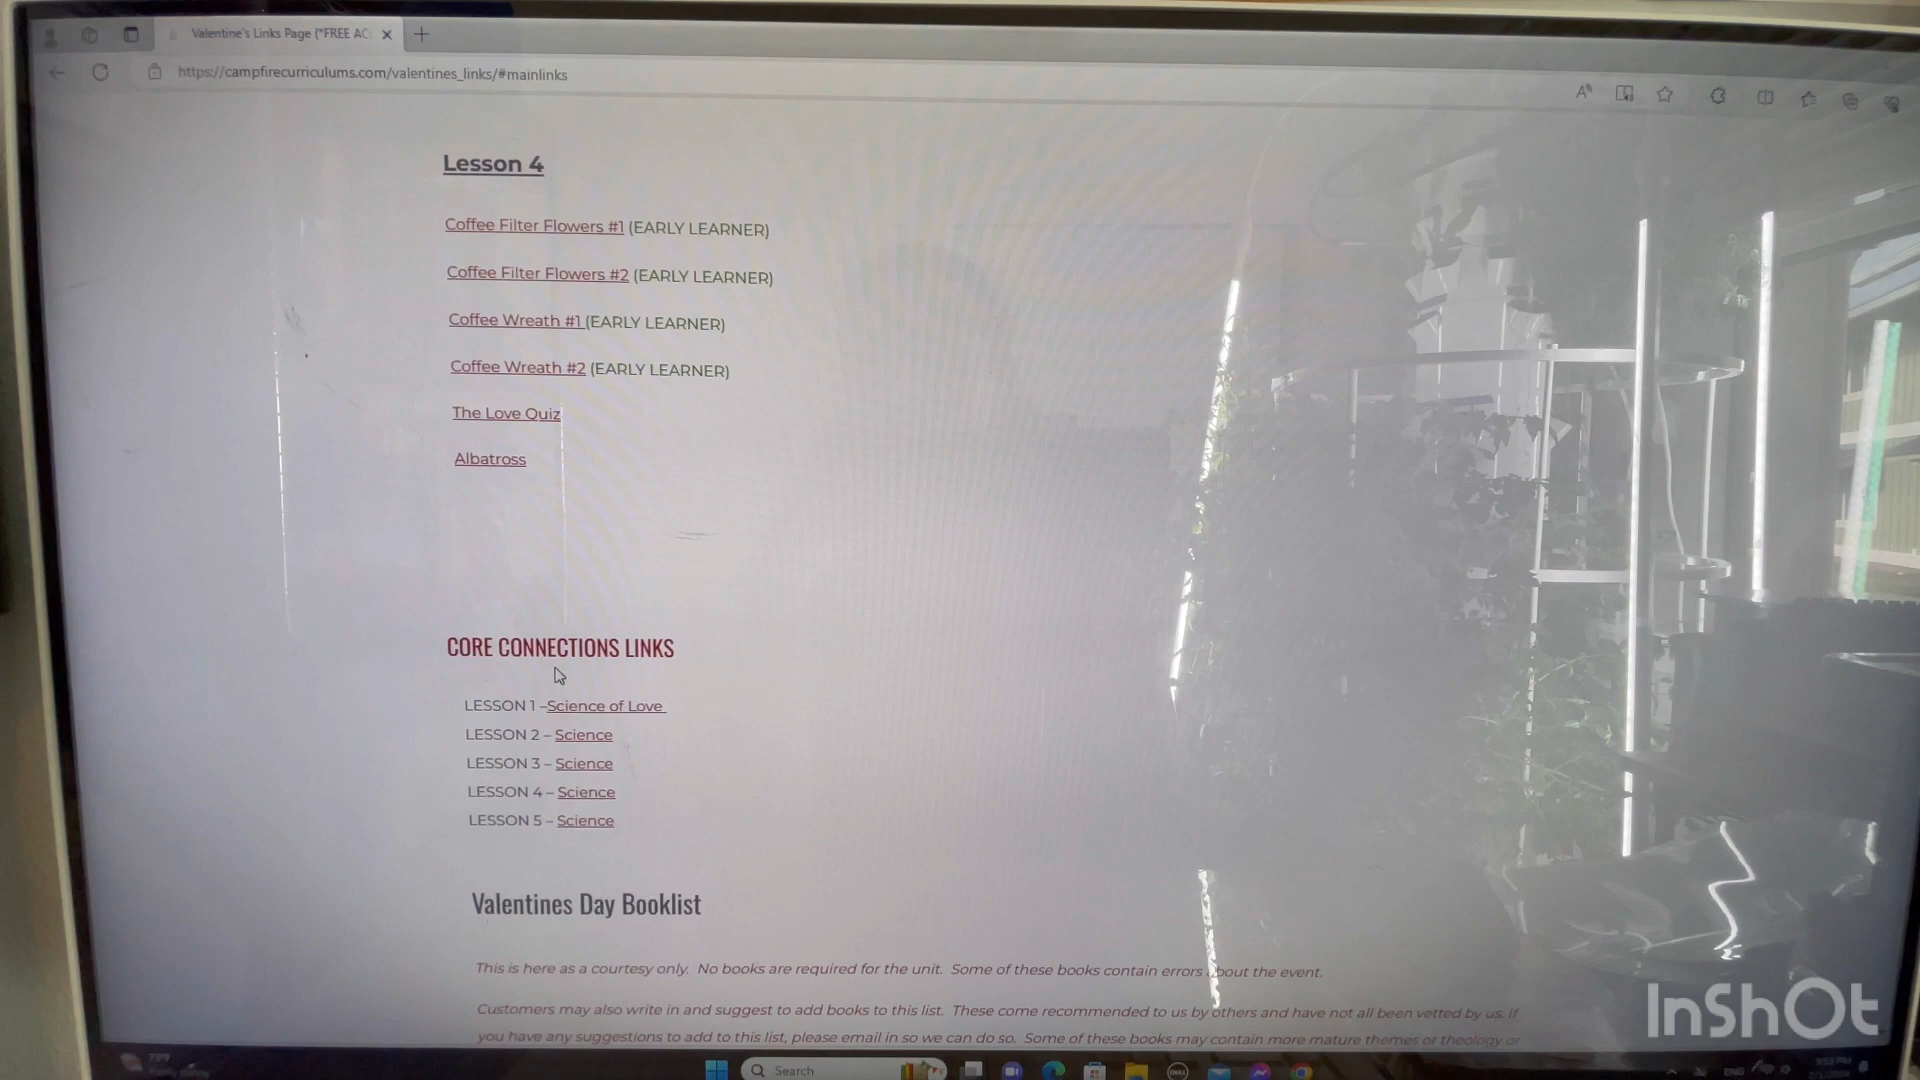 Valentine's Links Page (*FREE AC
https://campfirecurriculums.com/valentines_links/#mainlinks
Lesson 4
Coffee Filter Flowers #1 (EARLY LEARNER)
Coffee Filter Flowers #2 (EARLY LEARNER)
Coffee Wreath #1 (EARLY LEARNER)
Coffee Wreath #2 (EARLY LEARNER)
The Love Quiz
Albatross
CORE CONNECTIONS LINKS
LESSON 1 –Science of Love
LESSON 2 – Science
LESSON 3 – Science
LESSON 4 – Science
LESSON 5 – Science
Valentines Day Booklist
This is here as a courtesy only. No books are required for the unit. Some of these books contain errors about the event.
Customers may also write in and suggest to add books to this list. These come recommended to us by others and have not all been vetted by us. If
you have any suggestions to add to this list, please email in so we can do so. Some of these books may contain more mature themes or theology or
Search
DELL
ENG
InShOt